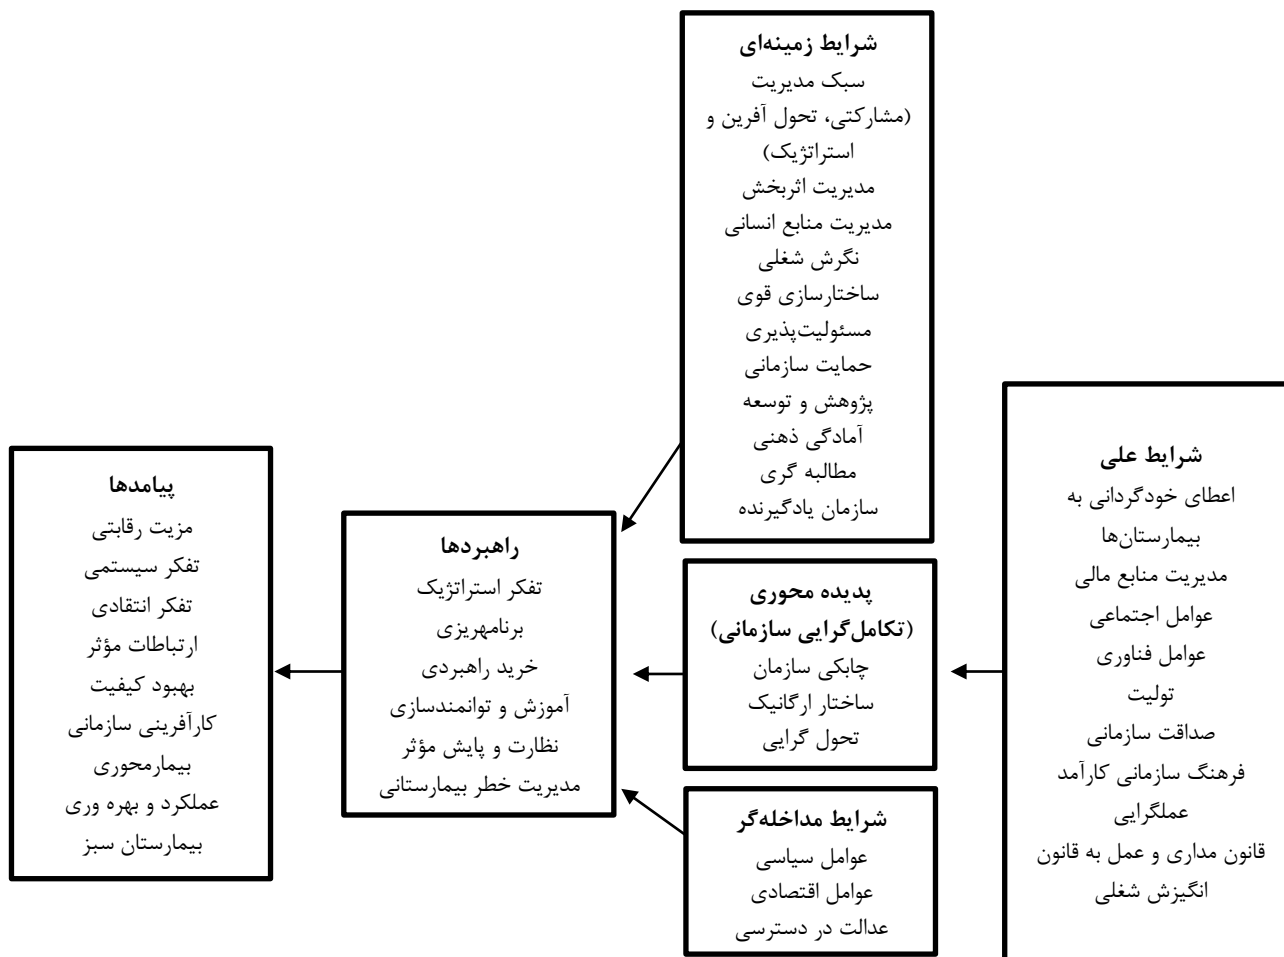 شرایط زمینه‌ای
سبک مدیریت
(مشارکتی، تحول آفرین و
استراتژیک)
مدیریت اثربخش
مدیریت منابع انسانی
نگرش شغلی
ساختارسازی قوی
مسئولیت‌پذیری
حمایت سازمانی
پژوهش و توسعه
آمادگی ذهنی
مطالبه گری
سازمان یادگیرنده
شرایط علی
اعطای خودگردانی به
بیمارستان‌ها
مدیریت منابع مالی
عوامل اجتماعی
عوامل فناوری
تولیت
صداقت سازمانی
فرهنگ سازمانی کارآمد
عملگرایی
قانون مداری و عمل به قانون
انگیزش شغلی
پدیده محوری
(تکامل‌گرایی سازمانی)
چابکی سازمان
ساختار ارگانیک
تحول گرایی
شرایط مداخله‌گر
عوامل سیاسی
عوامل اقتصادی
عدالت در دسترسی
راهبردها
تفکر استراتژیک
برنامهریزی
خرید راهبردی
آموزش و توانمندسازی
نظارت و پایش مؤثر
مدیریت خطر بیمارستانی
پیامدها
مزیت رقابتی
تفکر سیستمی
تفکر انتقادی
ارتباطات مؤثر
بهبود کیفیت
کارآفرینی سازمانی
بیمارمحوری
عملکرد و بهره وری
بیمارستان سبز